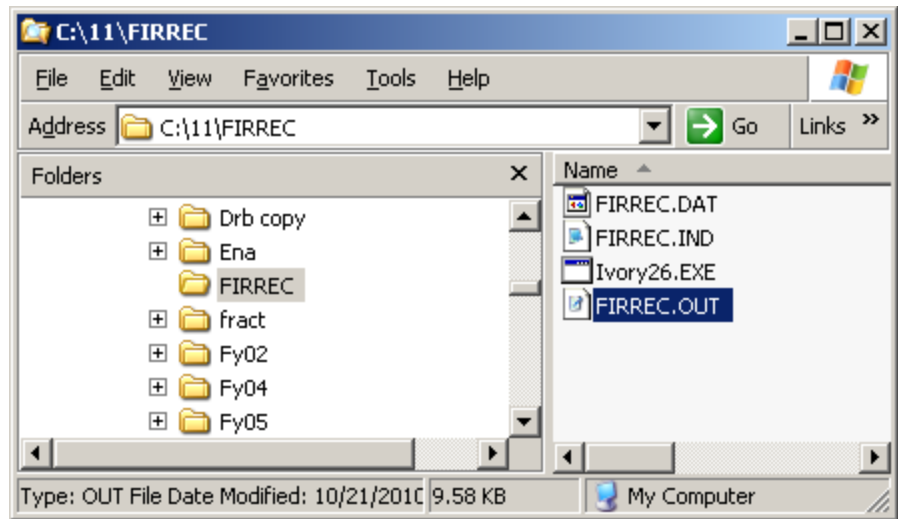 C:\11\FIRREC
File Edit View Favorites Tools Help
Address C:\11\FIRREC Go Links »
Folders x
Drb copy
Ena
FIRREC
fract
Fy02
Fy04
Fy05
Name
FIRREC.DAT
FIRREC.IND
Ivory26.EXE
FIRREC.OUT
Type: OUT File Date Modified: 10/21/2010 9.58 KB My Computer